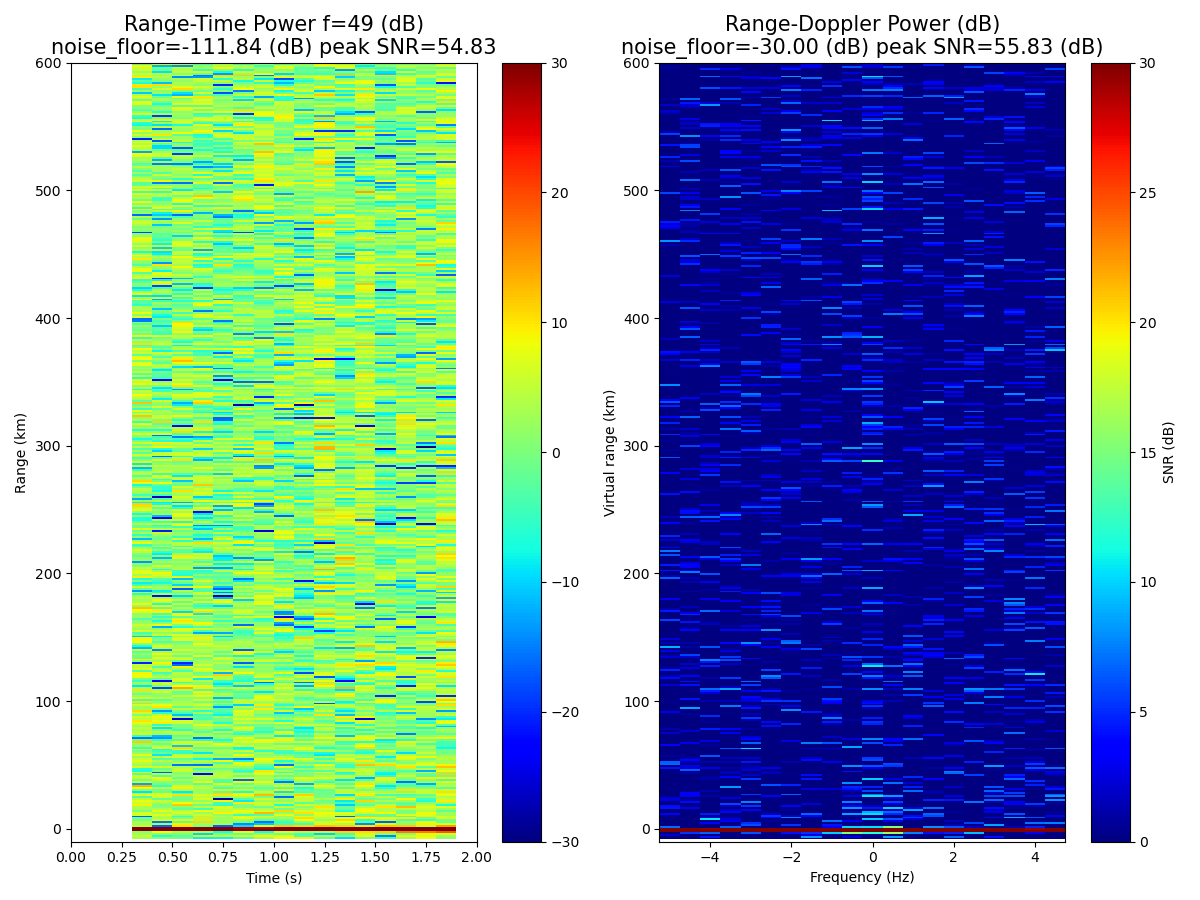 Range-Time Power f=49 (dB)
noise_floor=-111.84 (dB) peak SNR=54.83
Range (km)
600
500
400
300
200
100
0
0.00 0.25 0.50 0.75 1.00 1.25 1.50 1.75 2.00
Time (s)
30
20
10
0
−10
−20
−30
Range-Doppler Power (dB)
noise_floor=-30.00 (dB) peak SNR=55.83 (dB)
Virtual range (km)
600
500
400
300
200
100
0
−4 −2 0 2 4
Frequency (Hz)
30
25
20
15
10
5
0
SNR (dB)